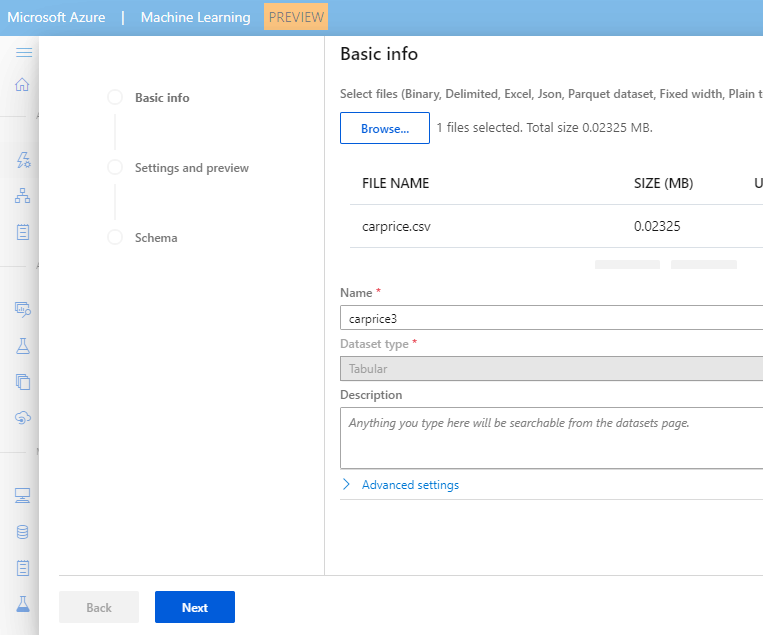 Microsoft Azure | Machine Learning PREVIEW
Basic info
Basic info
Settings and preview
Schema
Select files (Binary, Delimited, Excel, Json, Parquet dataset, Fixed width, Plain t
Browse... 1 files selected. Total size 0.02325 MB.
FILE NAME SIZE (MB) U
carprice.csv 0.02325
Name *
carprice3
Dataset type *
Tabular
Description
Anything you type here will be searchable from the datasets page.
Advanced settings
Back Next